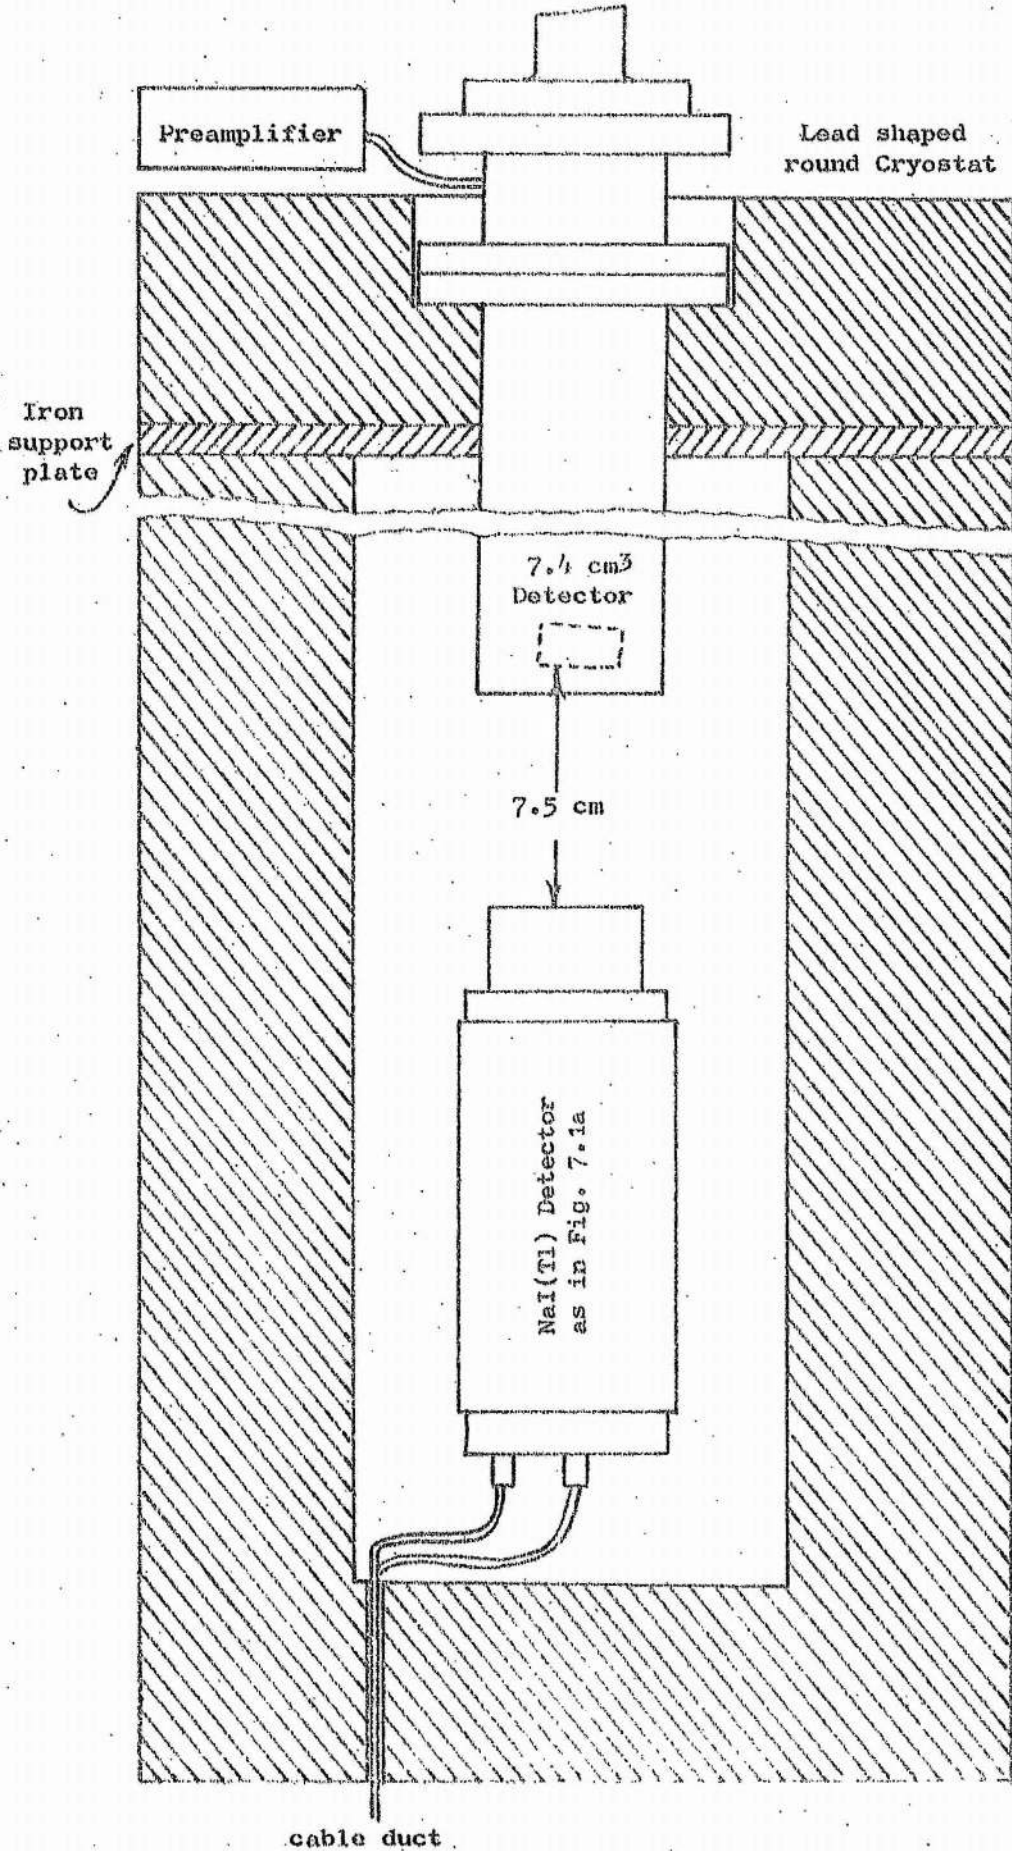 Preamplifier
Lead shaped
round Cryostat
Iron
support
plate
7.4 cm3
Detector
7.5 cm
NaI(Tl) Detector
as in Fig. 7.1a
cable duct